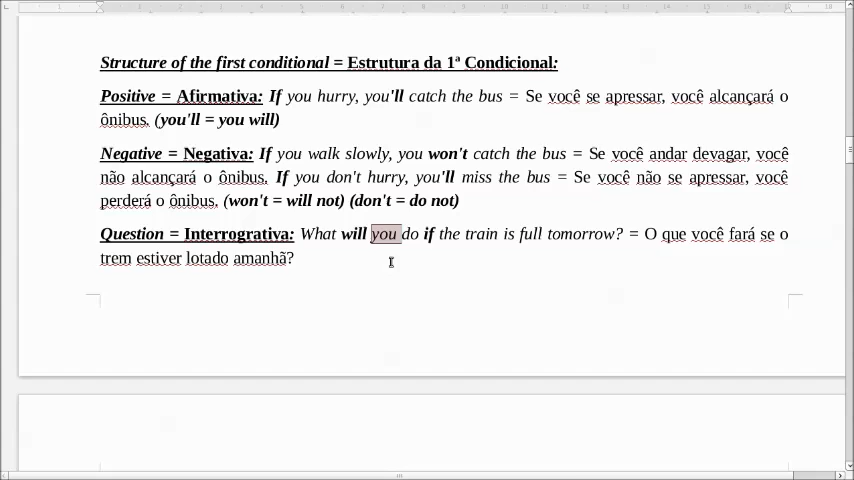 Structure of the first conditional = Estrutura da 1ª Condicional:
Positive = Afirmativa: If you hurry, you'll catch the bus = Se você se apressar, você alcançará o
ônibus. (you'll = you will)
Negative = Negativa: If you walk slowly, you won't catch the bus = Se você andar devagar, você
não alcançará o ônibus. If you don't hurry, you'll miss the bus = Se você não se apressar, você
perderá o ônibus. (won't = will not) (don't = do not)
Question = Interrogrativa: What will you do if the train is full tomorrow? = O que você fará se o
trem estiver lotado amanhã?